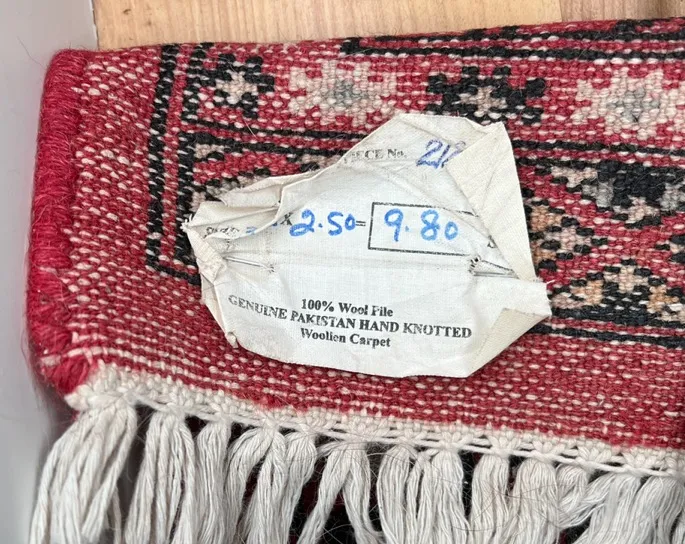 PIECE No. 21
X 2.50= 9.80
100% Wool Pile
GENUINE PAKISTAN HAND KNOTTED
Woollen Carpet